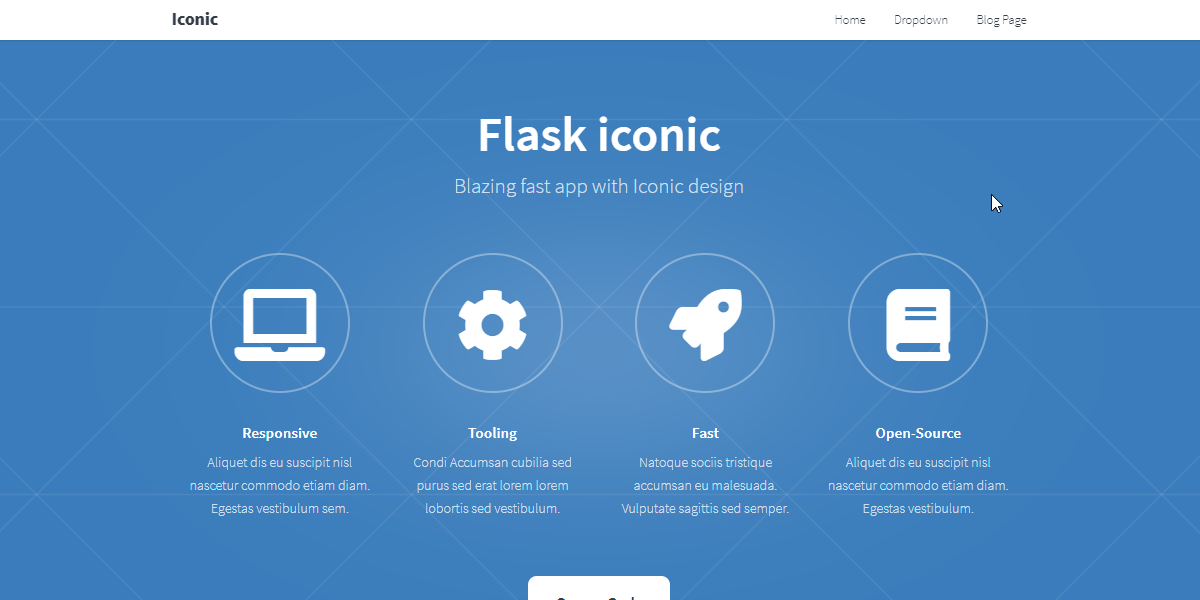 Iconic
Home Dropdown Blog Page
Flask iconic
Blazing fast app with Iconic design
Responsive
Aliquet dis eu suscipit nisl
nascetur commodo etiam diam.
Egestas vestibulum sem.
Tooling
Condi Accumsan cubilia sed
purus sed erat lorem lorem
lobortis sed vestibulum.
Fast
Natoque sociis tristique
accumsan eu malesuada.
Vulputate sagittis sed semper.
Open-Source
Aliquet dis eu suscipit nisl
nascetur commodo etiam diam.
Egestas vestibulum.